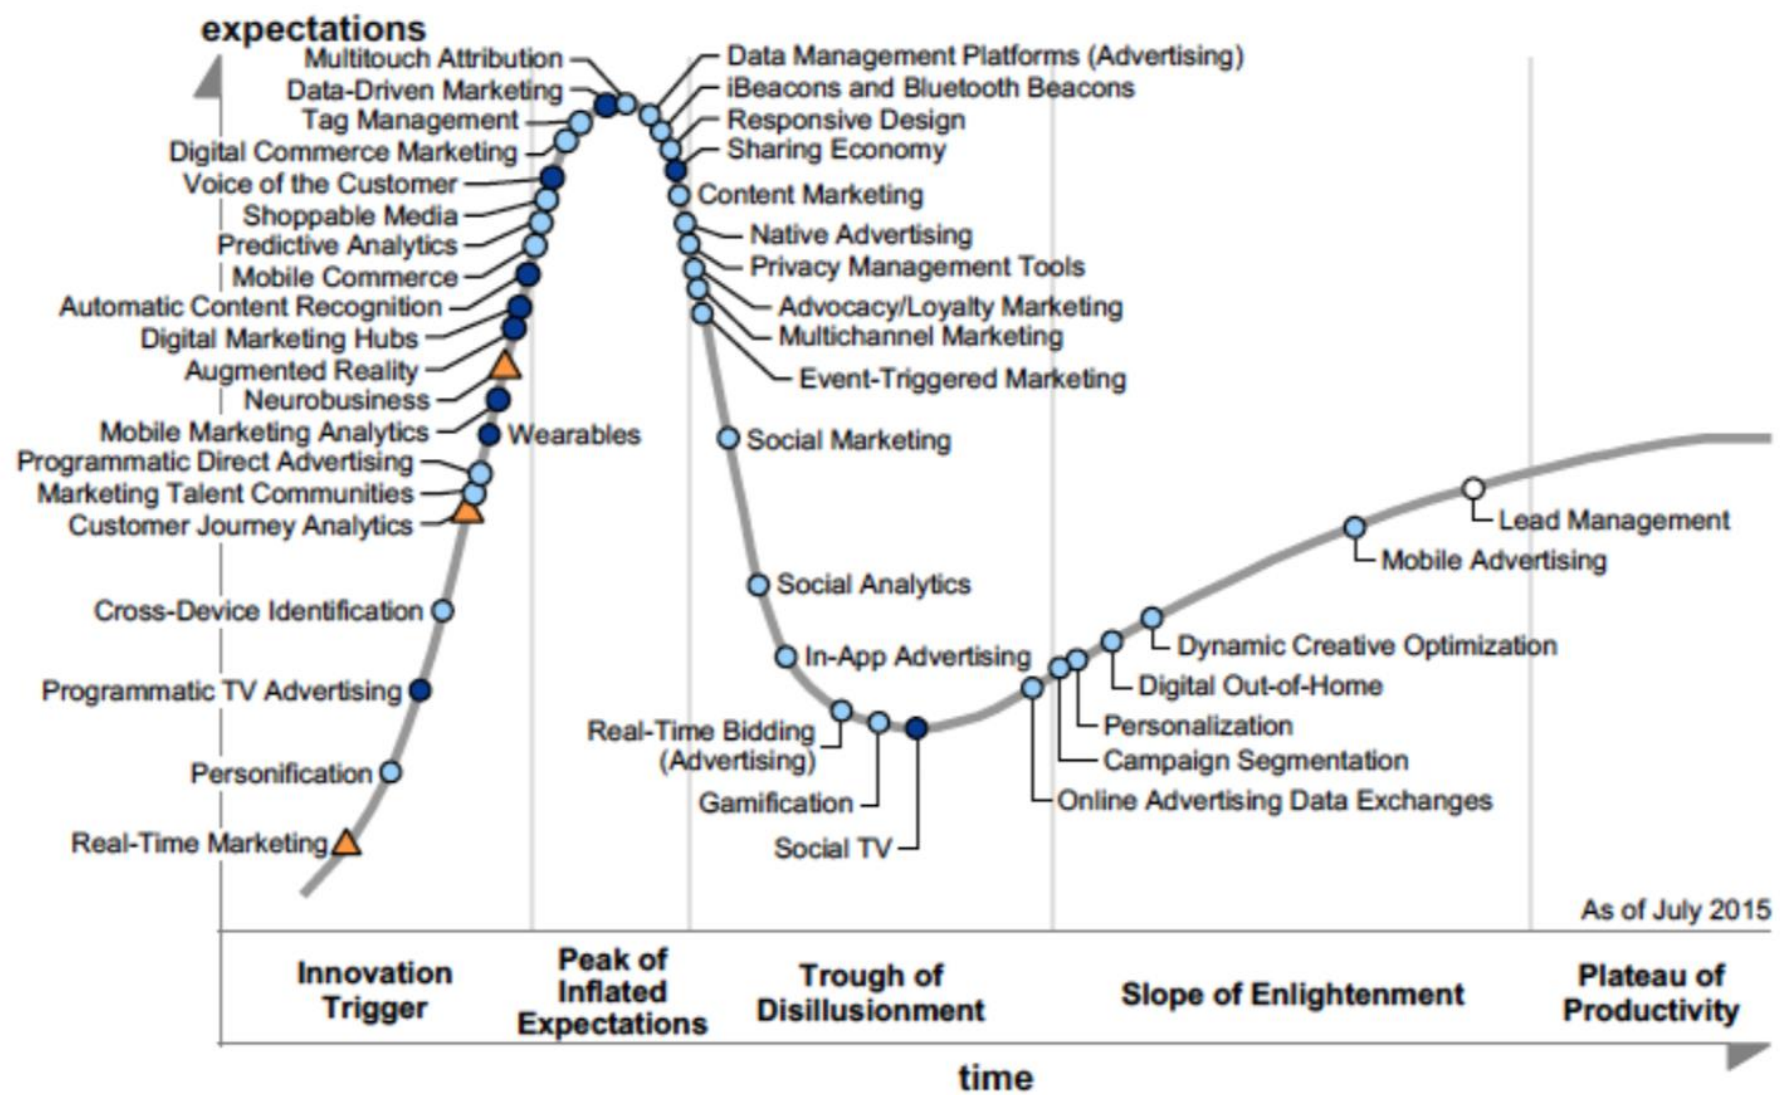 expectations
Multitouch Attribution
Data-Driven Marketing
Tag Management
Digital Commerce Marketing
Voice of the Customer
Shoppable Media
Predictive Analytics
Mobile Commerce
Automatic Content Recognition
Digital Marketing Hubs
Augmented Reality
Neurobusiness
Mobile Marketing Analytics
Wearables
Programmatic Direct Advertising
Marketing Talent Communities
Customer Journey Analytics
Cross-Device Identification
Programmatic TV Advertising
Personification
Real-Time Marketing
Data Management Platforms (Advertising)
iBeacons and Bluetooth Beacons
Responsive Design
Sharing Economy
Content Marketing
Native Advertising
Privacy Management Tools
Advocacy/Loyalty Marketing
Multichannel Marketing
Event-Triggered Marketing
Social Marketing
Social Analytics
In-App Advertising
Real-Time Bidding
(Advertising)
Gamification
Social TV
Lead Management
Mobile Advertising
Dynamic Creative Optimization
Digital Out-of-Home
Personalization
Campaign Segmentation
Online Advertising Data Exchanges
As of July 2015
Innovation
Trigger
Peak of
Inflated
Expectations
Trough of
Disillusionment
Slope of Enlightenment
Plateau of
Productivity
time